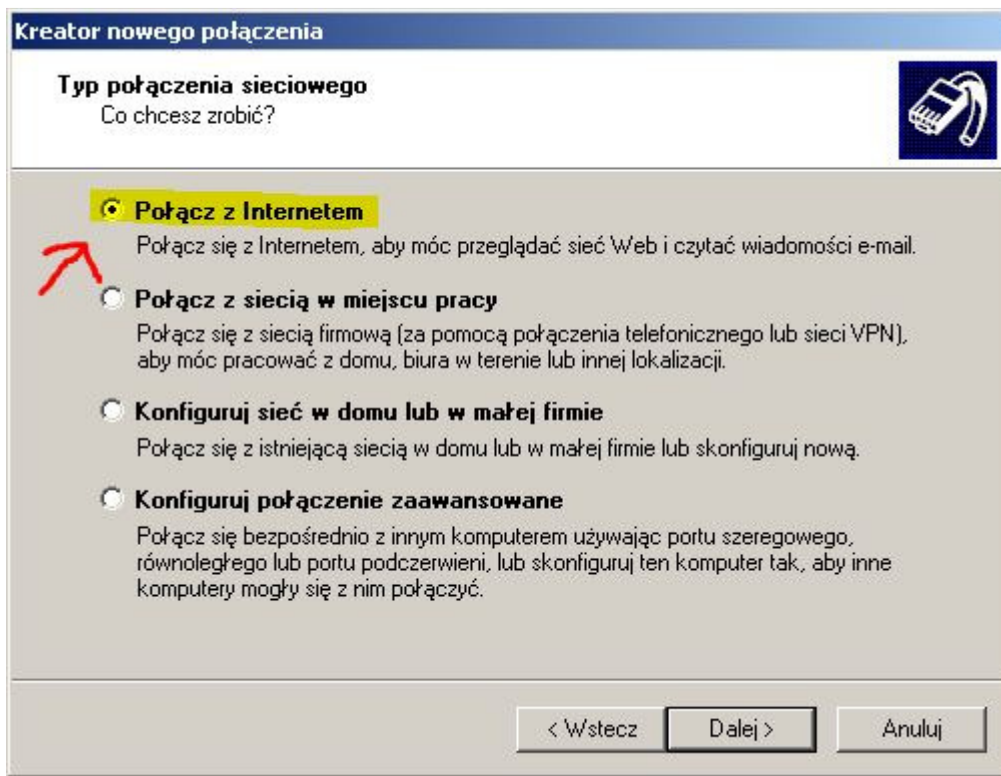 Kreator nowego połączenia
Typ połączenia sieciowego
Co chcesz zrobić?
Połącz z Internetem
Połącz się z Internetem, aby móc przeglądać sieć Web i czytać wiadomości e-mail.
Połącz z siecią w miejscu pracy
Połącz się z siecią firmową (za pomocą połączenia telefonicznego lub sieci VPN),
aby móc pracować z domu, biura w terenie lub innej lokalizacji.
Konfiguruj sieć w domu lub w małej firmie
Połącz się z istniejącą siecią w domu lub w małej firmie lub skonfiguruj nową.
Konfiguruj połączenie zaawansowane
Połącz się bezpośrednio z innym komputerem używając portu szeregowego,
równoległego lub portu podczerwieni, lub skonfiguruj ten komputer tak, aby inne
komputery mogły się z nim połączyć.
< Wstecz Dalej > Anuluj